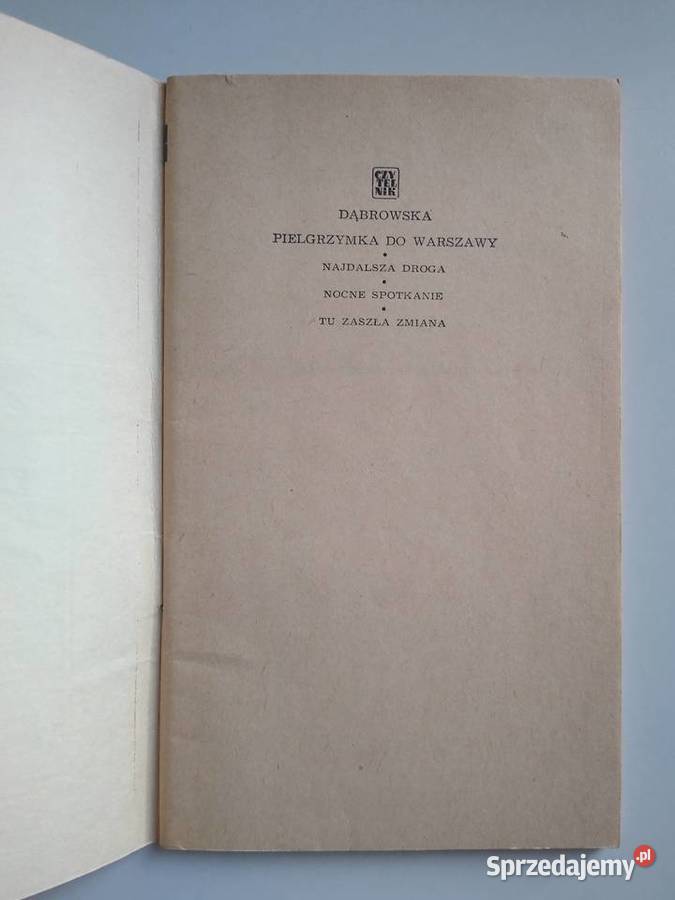 CZY
TEL
NIK
DĄBROWSKA
PIELGRZYMKA DO WARSZAWY
•
NAJDALSZA DROGA
•
NOCNE SPOTKANIE
•
TU ZASZŁA ZMIANA
Sprzedajemy.pl